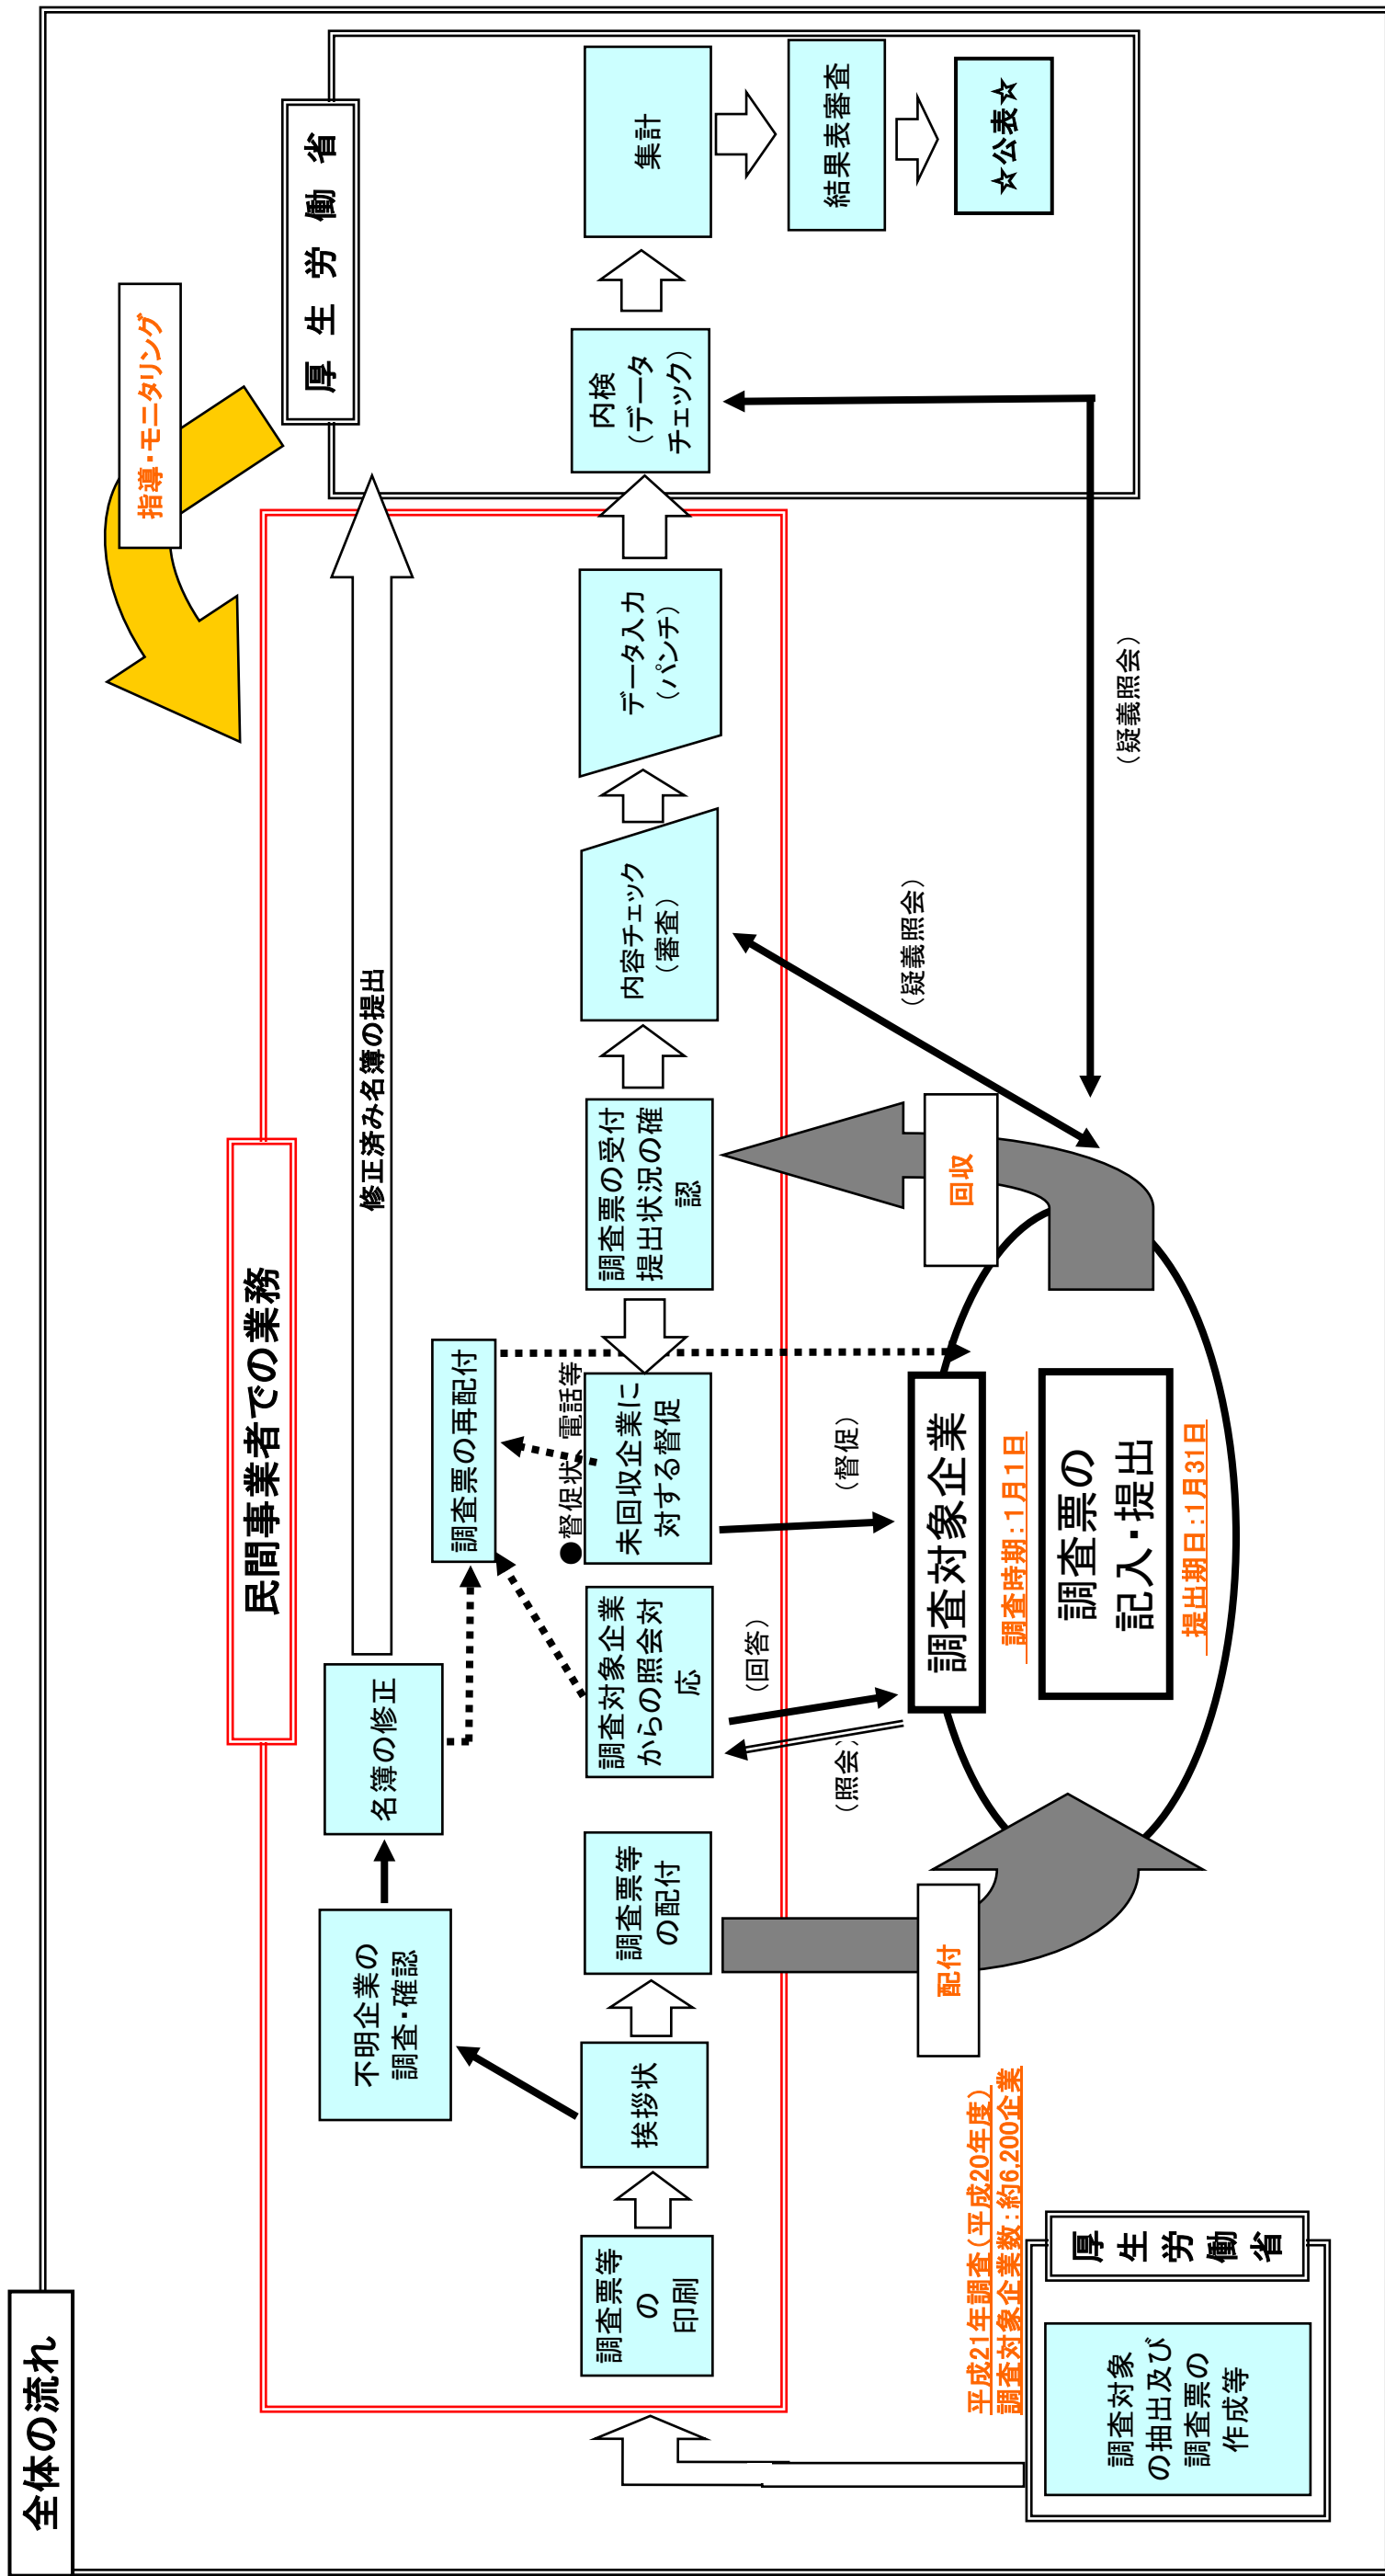 全体の流れ
指導・モニタリング
民間事業者での業務
厚生労働省
修正済み名簿の提出
不明企業の
調査・確認
名簿の修正
調査票の再配付
●督促状、電話等
調査票等
の
印刷
挨拶状
調査票等
の配付
調査対象企業
からの照会対
応
未回収企業に
対する督促
調査票の受付
提出状況の確
認
内容チェック
(審査)
データ入力
(パンチ)
内検
(データ
チェック)
集計
結果表審査
☆公表☆
(照会)
(回答)
(督促)
(疑義照会)
(疑義照会)
配付
回収
調査対象企業
調査時期:1月1日
調査票の
記入・提出
提出期日:1月31日
平成21年調査(平成20年度)
調査対象企業数:約6,200企業
厚生労働省
調査対象
の抽出及び
調査票の
作成等